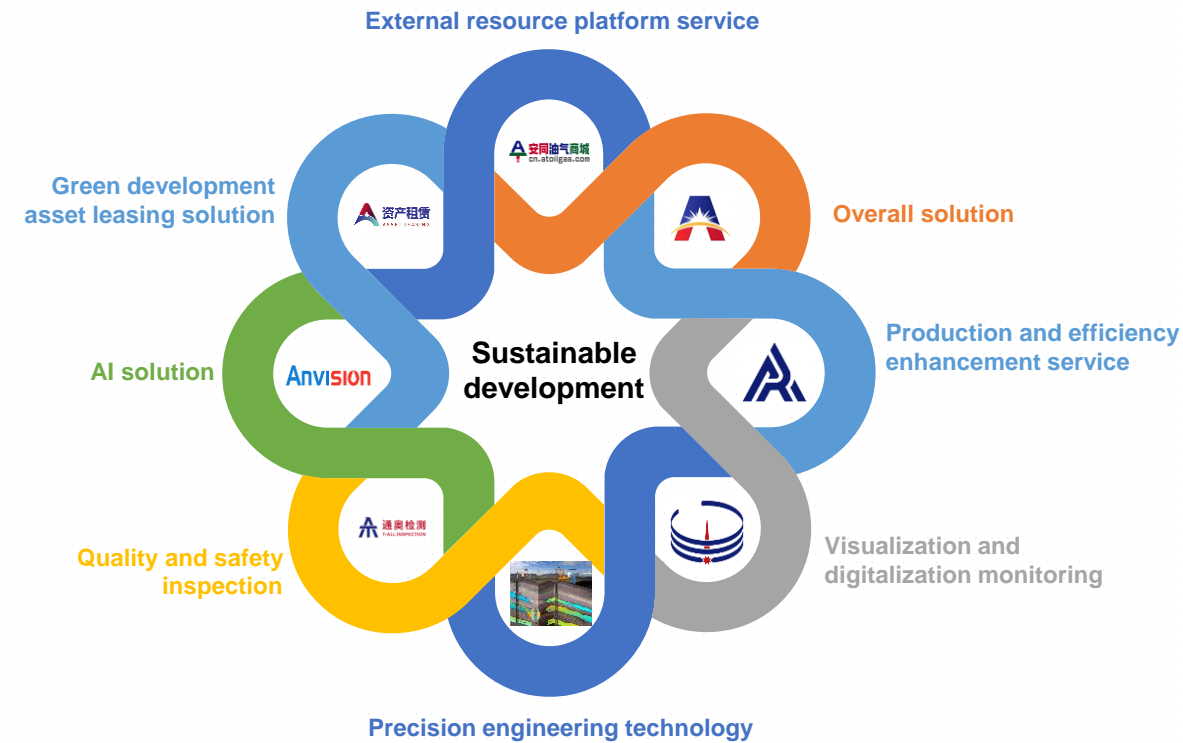 External resource platform service
安同油气商城
cn.atoilgas.com
Green development
asset leasing solution
资产租赁
Overall solution
AI solution
Anvision
Sustainable
development
Production and efficiency
enhancement service
通奥检测
T-ALL INSPECTION
Quality and safety
inspection
Visualization and
digitalization monitoring
Precision engineering technology